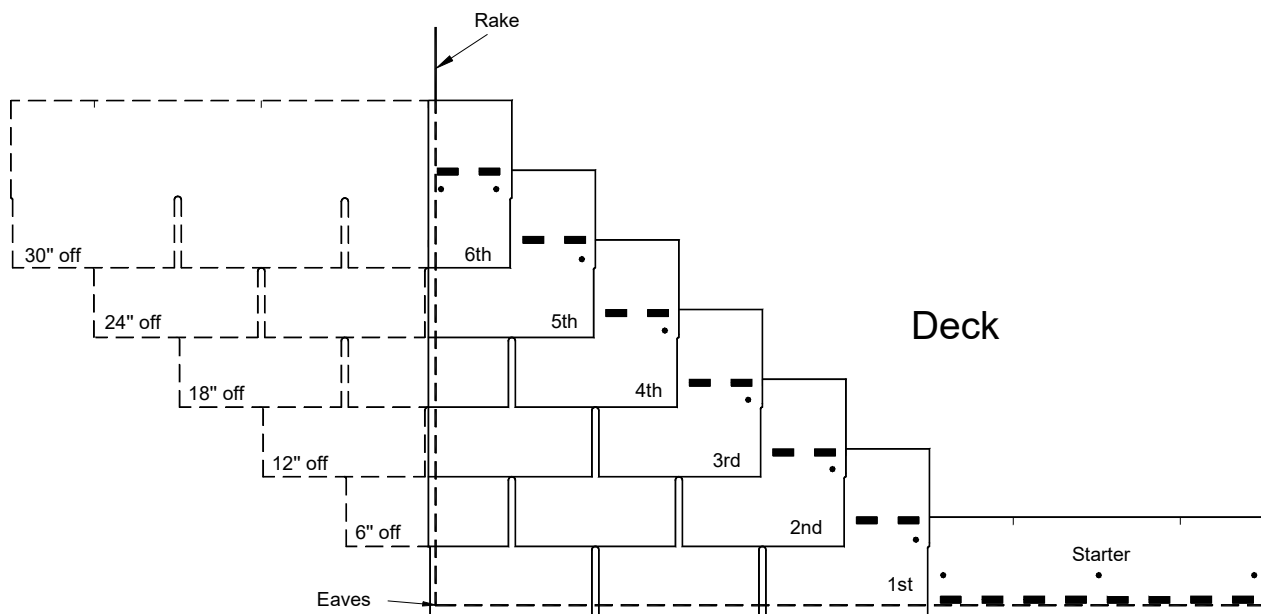 Rake
30" off
6th
24" off
5th
Deck
18" off
4th
12" off
3rd
6" off
2nd
Starter
1st
Eaves